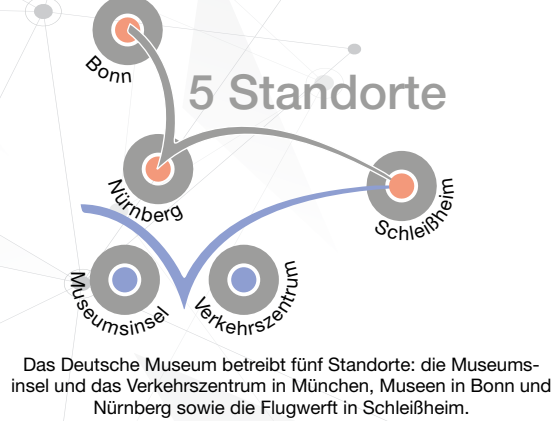 Bonn
5 Standorte
Nürnberg
Schleißheim
Museumsinsel
Verkehrszentrum
Das Deutsche Museum betreibt fünf Standorte: die Museums-
insel und das Verkehrszentrum in München, Museen in Bonn und
Nürnberg sowie die Flugwerft in Schleißheim.